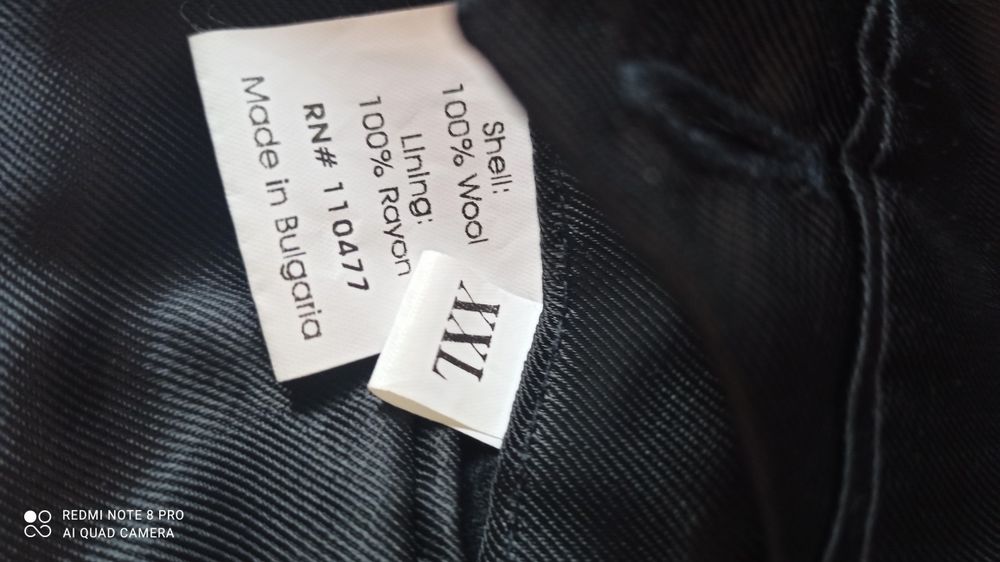 Shell:
100% Wool
Lining:
100% Rayon
RN# 110477
Made in Bulgaria
XXL
REDMI NOTE 8 PRO
AI QUAD CAMERA